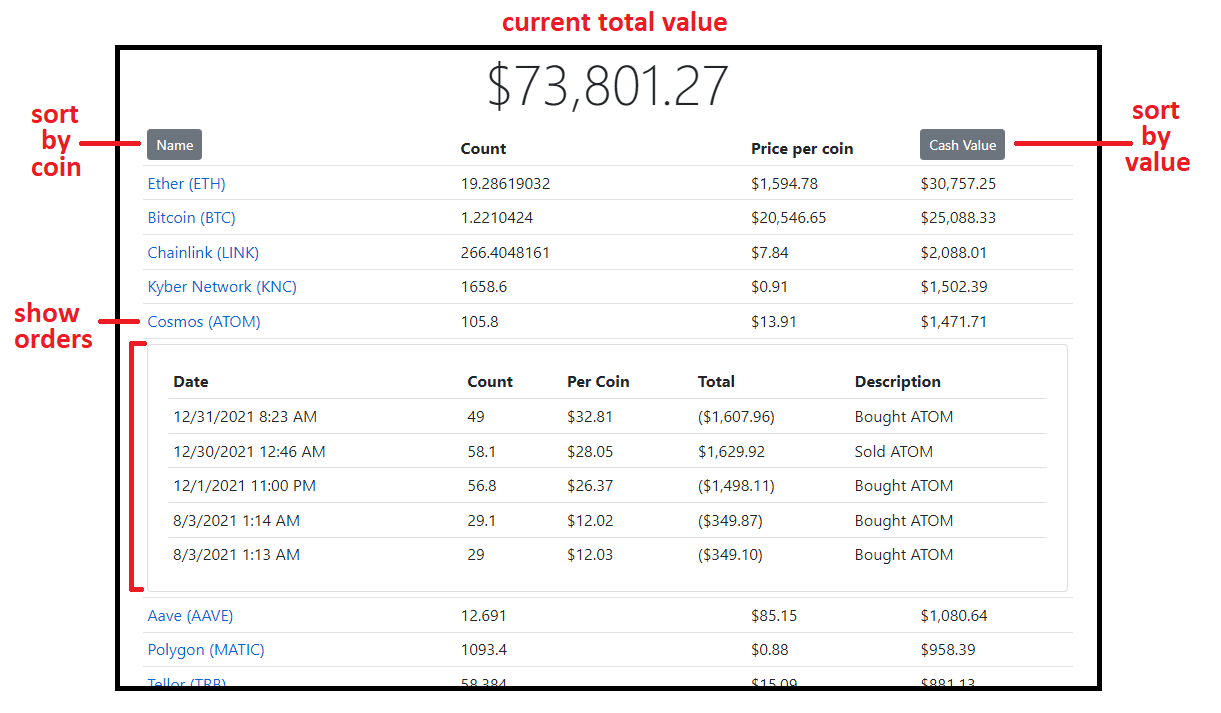 current total value
$73,801.27
sort
by
coin
Name Count Price per coin Cash Value
sort
by
value
Ether (ETH) 19.28619032 $1,594.78 $30,757.25
Bitcoin (BTC) 1.2210424 $20,546.65 $25,088.33
Chainlink (LINK) 266.4048161 $7.84 $2,088.01
Kyber Network (KNC) 1658.6 $0.91 $1,502.39
show
orders
Cosmos (ATOM) 105.8 $13.91 $1,471.71
Date Count Per Coin Total Description
12/31/2021 8:23 AM 49 $32.81 ($1,607.96) Bought ATOM
12/30/2021 12:46 AM 58.1 $28.05 $1,629.92 Sold ATOM
12/1/2021 11:00 PM 56.8 $26.37 ($1,498.11) Bought ATOM
8/3/2021 1:14 AM 29.1 $12.02 ($349.87) Bought ATOM
8/3/2021 1:13 AM 29 $12.03 ($349.10) Bought ATOM
Aave (AAVE) 12.691 $85.15 $1,080.64
Polygon (MATIC) 1093.4 $0.88 $958.39
Tellor (TRB) 58.384 $15.09 $881.13